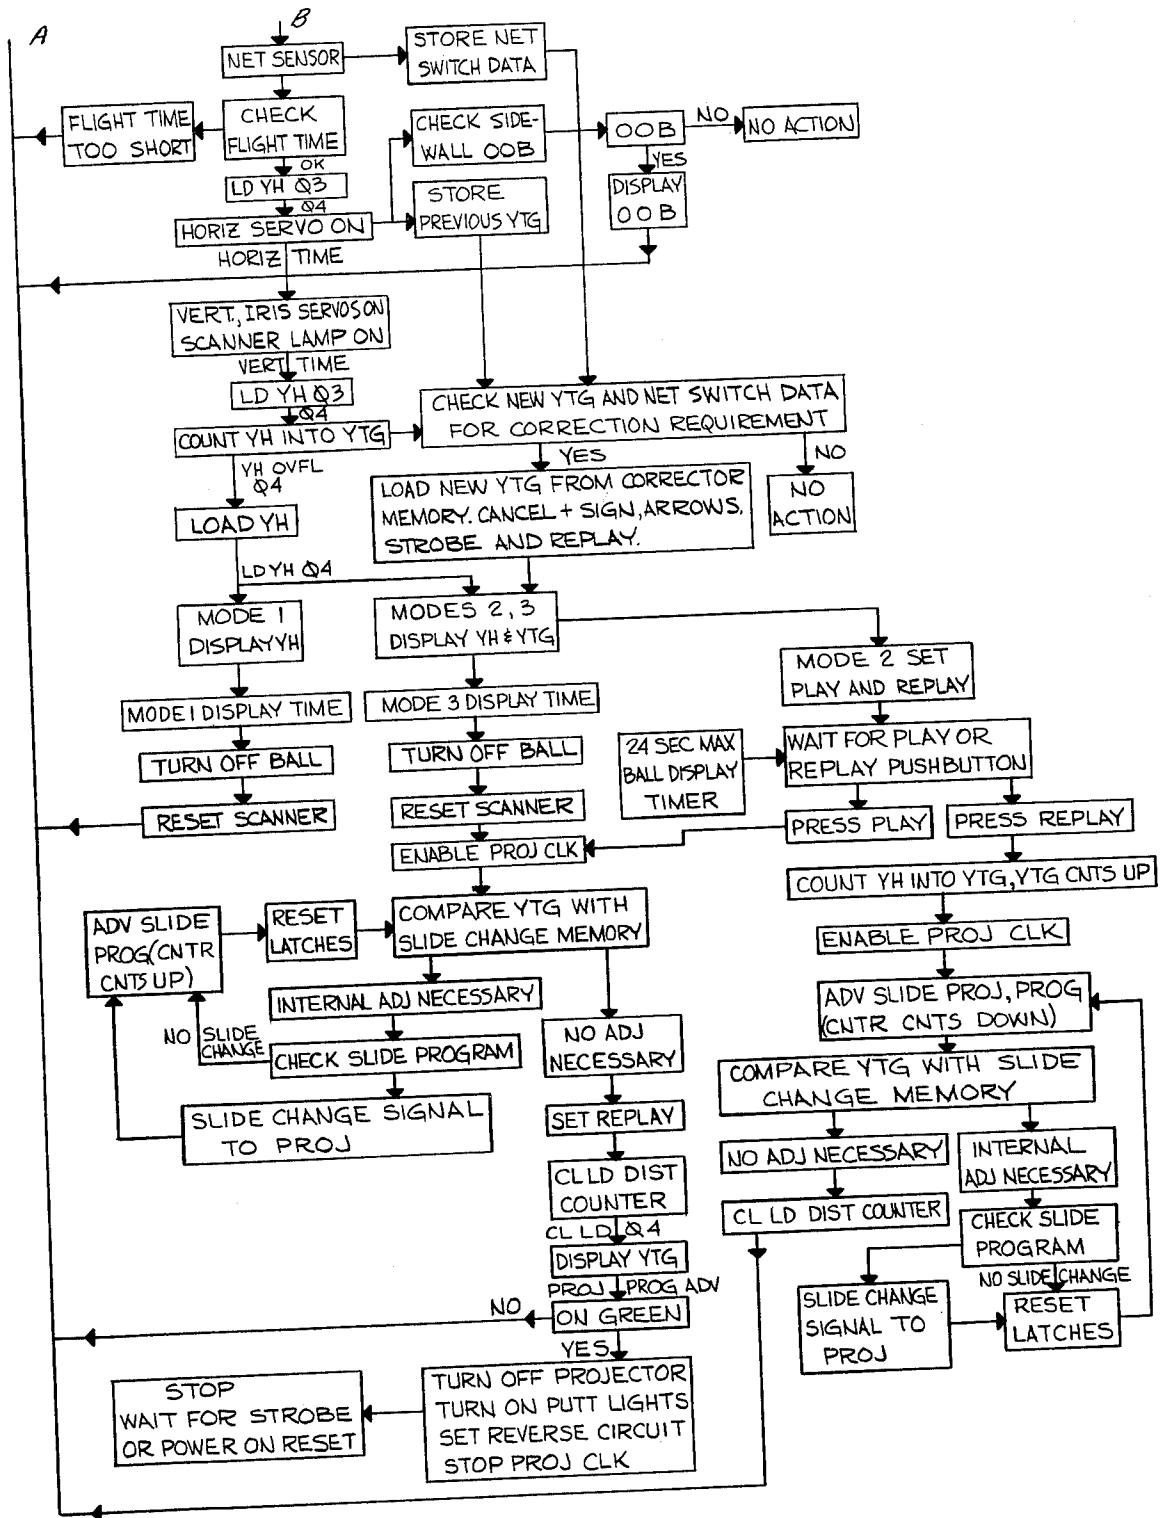 A
B
NET SENSOR
STORE NET
SWITCH DATA
FLIGHT TIME
TOO SHORT
CHECK
FLIGHT TIME
CHECK SIDE-
WALL OOB
OOB
NO
NO ACTION
OK
YES
LD YH Q3
Q4
STORE
PREVIOUS YTG
DISPLAY
OOB
HORIZ SERVO ON
HORIZ TIME
VERT., IRIS SERVOS ON
SCANNER LAMP ON
VERT TIME
LD YH Q3
Q4
COUNT YH INTO YTG
CHECK NEW YTG AND NET SWITCH DATA
FOR CORRECTION REQUIREMENT
YES
NO
YH OVFL
Q4
LOAD NEW YTG FROM CORRECTOR
MEMORY. CANCEL + SIGN, ARROWS,
STROBE AND REPLAY.
NO
ACTION
LOAD YH
LD YH Q4
MODE 1
DISPLAY YH
MODES 2, 3
DISPLAY YH & YTG
MODE 2 SET
PLAY AND REPLAY
MODE 1 DISPLAY TIME
MODE 3 DISPLAY TIME
TURN OFF BALL
TURN OFF BALL
24 SEC MAX
BALL DISPLAY
TIMER
WAIT FOR PLAY OR
REPLAY PUSHBUTTON
RESET SCANNER
RESET SCANNER
PRESS PLAY
PRESS REPLAY
ENABLE PROJ CLK
COUNT YH INTO YTG, YTG CNTS UP
ADV SLIDE
PROG (CNTR
CNTS UP)
RESET
LATCHES
COMPARE YTG WITH
SLIDE CHANGE MEMORY
ENABLE PROJ CLK
INTERNAL ADJ NECESSARY
ADV SLIDE PROJ, PROG
(CNTR CNTS DOWN)
NO SLIDE
CHANGE
CHECK SLIDE PROGRAM
NO ADJ
NECESSARY
COMPARE YTG WITH SLIDE
CHANGE MEMORY
SLIDE CHANGE SIGNAL
TO PROJ
SET REPLAY
NO ADJ NECESSARY
INTERNAL
ADJ NECESSARY
CL LD DIST
COUNTER
CL LD DIST COUNTER
CHECK SLIDE
PROGRAM
CL LD Q4
DISPLAY YTG
NO SLIDE CHANGE
PROJ PROG ADV
SLIDE CHANGE
SIGNAL TO
PROJ
RESET
LATCHES
NO
ON GREEN
YES
STOP
WAIT FOR STROBE
OR POWER ON RESET
TURN OFF PROJECTOR
TURN ON PUTT LIGHTS
SET REVERSE CIRCUIT
STOP PROJ CLK